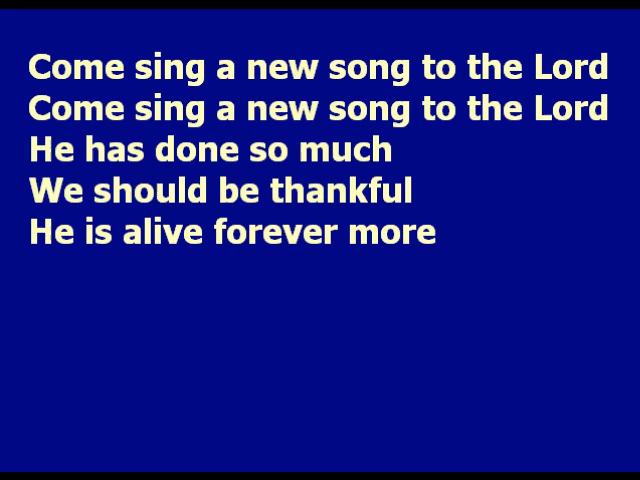 Come sing a new song to the Lord
Come sing a new song to the Lord
He has done so much
We should be thankful
He is alive forever more